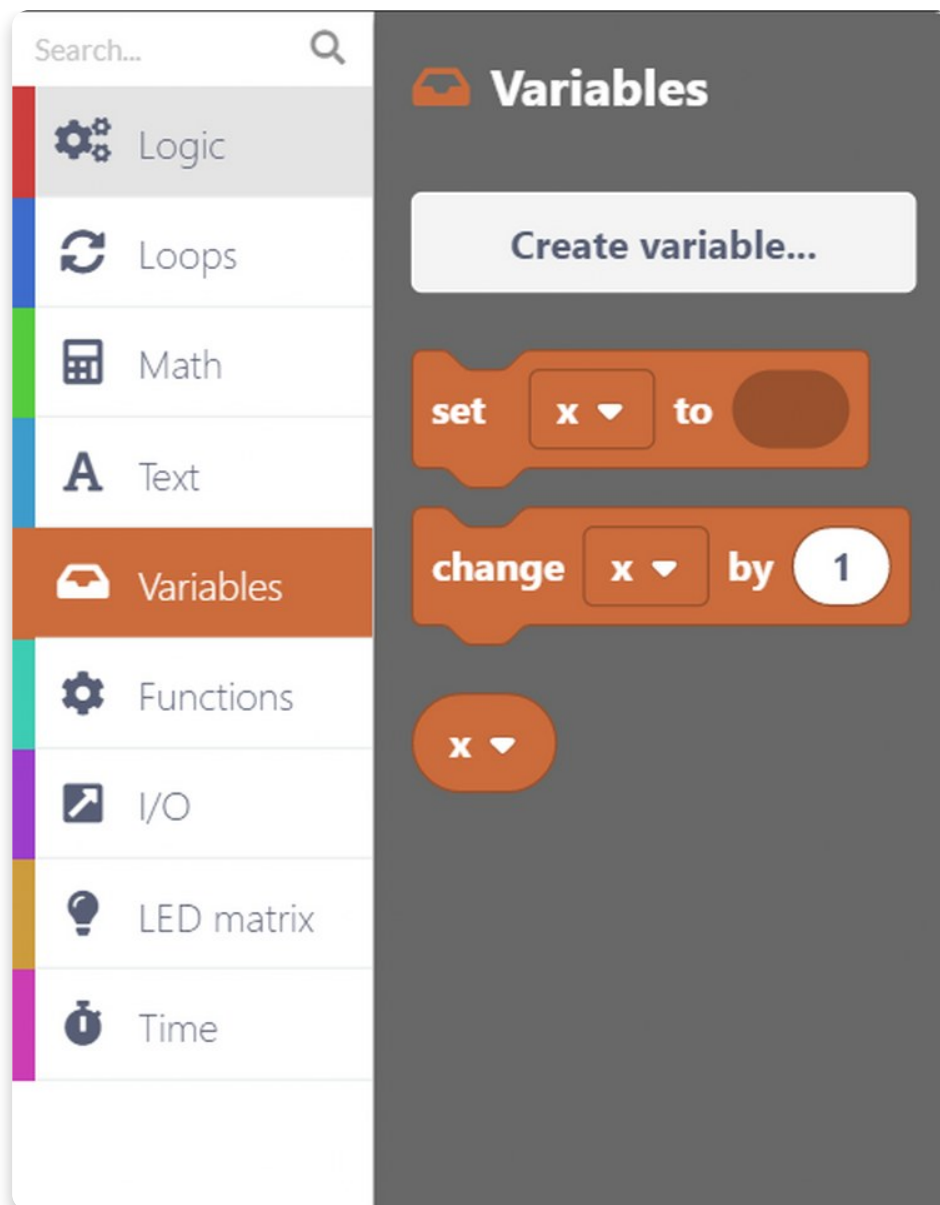 Search...
Logic
Loops
Math
Text
Variables
Functions
I/O
LED matrix
Time
Variables
Create variable...
set x to
change x by 1
x